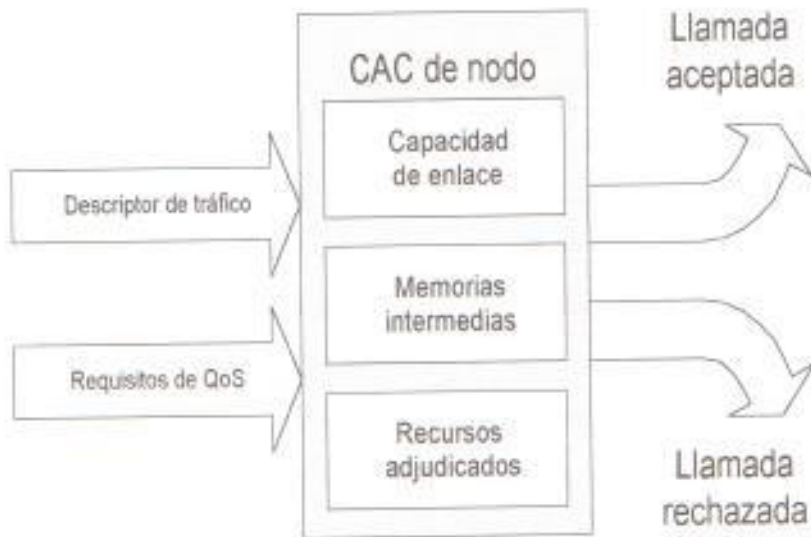 Descriptor de tráfico
Requisitos de QoS
CAC de nodo
Capacidad
de enlace
Memorias
intermedias
Recursos
adjudicados
Llamada
aceptada
Llamada
rechazada